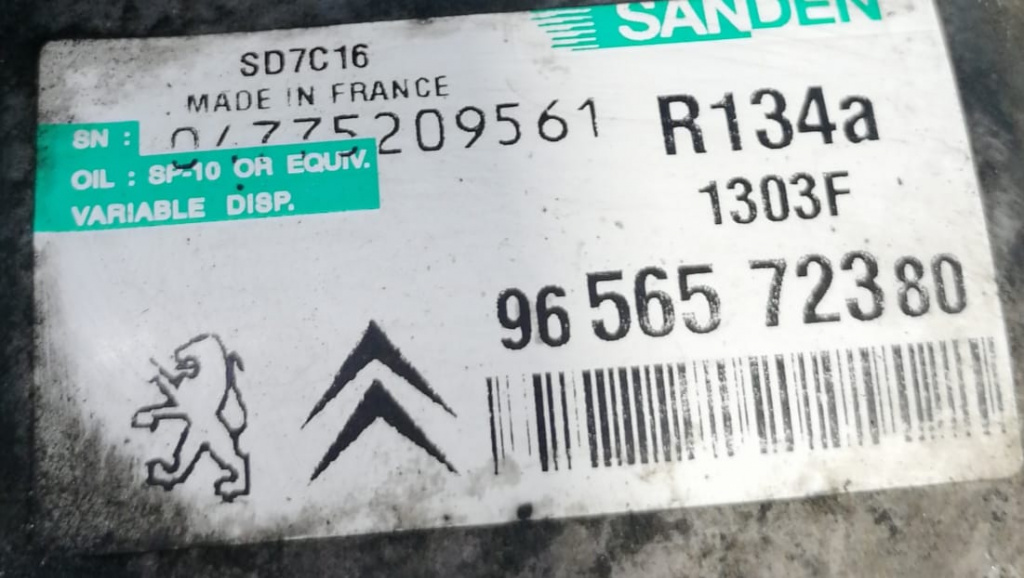 SANDEN
SD7C16
MADE IN FRANCE
SN : 04775209561
R134a
OIL : SP-10 OR EQUIV.
VARIABLE DISP.
1303F
96 565 723 80